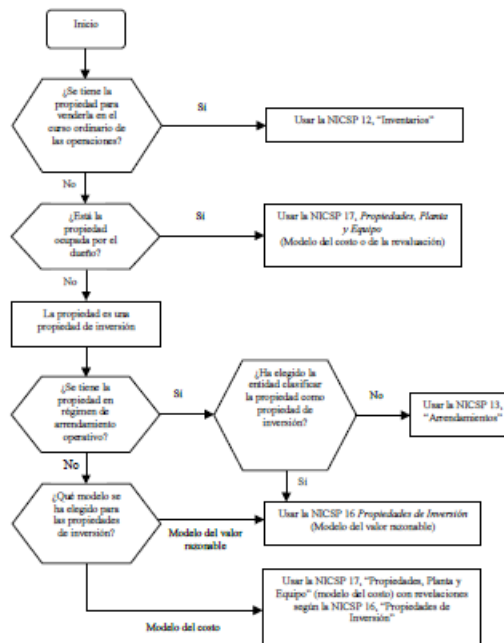 Inicio
¿Se tiene la
propiedad para
venderla en el
curso ordinario de
las operaciones?
Sí
Usar la NICSP 12, “Inventarios”
No
¿Está la
propiedad
ocupada por el
dueño?
Sí
Usar la NICSP 17, Propiedades, Planta
y Equipo
(Modelo del costo o de la revaluación)
No
La propiedad es una
propiedad de inversión
¿Se tiene la
propiedad en
régimen de
arrendamiento
operativo?
Sí
¿Ha elegido la
entidad clasificar
la propiedad como
propiedad de
inversión?
No
Usar la NICSP 13,
“Arrendamientos”
Sí
No
¿Qué modelo se
ha elegido para
las propiedades
de inversión?
Modelo del valor
razonable
Usar la NICSP 16 Propiedades de Inversión
(Modelo del valor razonable)
Modelo del costo
Usar la NICSP 17, “Propiedades, Planta y
Equipo” (modelo del costo) con revelaciones
según la NICSP 16, “Propiedades de
Inversión”